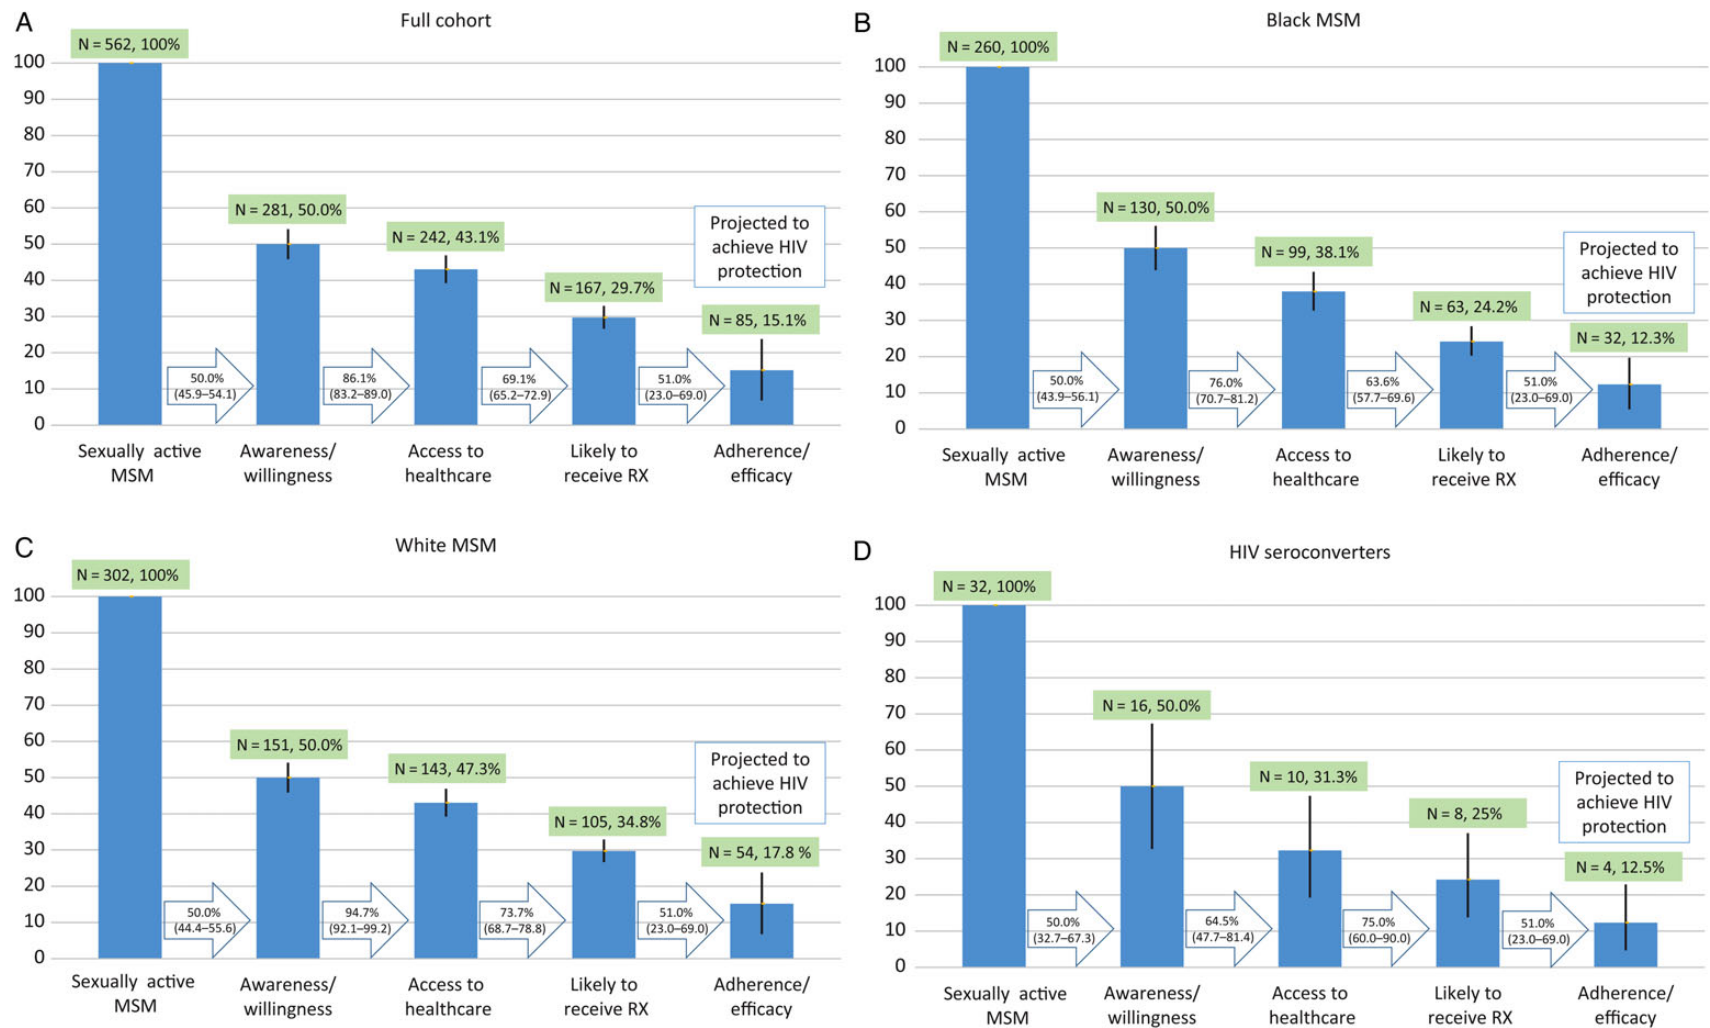 A
Full cohort
N = 562, 100%
100
90
80
70
60
50
40
30
20
10
0
N = 281, 50.0%
N = 242, 43.1%
N = 167, 29.7%
N = 85, 15.1%
Projected to
achieve HIV
protection
50.0%
(45.9–54.1)
86.1%
(83.2–89.0)
69.1%
(65.2–72.9)
51.0%
(23.0–69.0)
Sexually active
MSM
Awareness/
willingness
Access to
healthcare
Likely to
receive RX
Adherence/
efficacy
B
Black MSM
N = 260, 100%
100
90
80
70
60
50
40
30
20
10
0
N = 130, 50.0%
N = 99, 38.1%
N = 63, 24.2%
N = 32, 12.3%
Projected to
achieve HIV
protection
50.0%
(43.9–56.1)
76.0%
(70.7–81.2)
63.6%
(57.7–69.6)
51.0%
(23.0–69.0)
Sexually active
MSM
Awareness/
willingness
Access to
healthcare
Likely to
receive RX
Adherence/
efficacy
C
White MSM
N = 302, 100%
100
90
80
70
60
50
40
30
20
10
0
N = 151, 50.0%
N = 143, 47.3%
N = 105, 34.8%
N = 54, 17.8 %
Projected to
achieve HIV
protection
50.0%
(44.4–55.6)
94.7%
(92.1–99.2)
73.7%
(68.7–78.8)
51.0%
(23.0–69.0)
Sexually active
MSM
Awareness/
willingness
Access to
healthcare
Likely to
receive RX
Adherence/
efficacy
D
HIV seroconverters
N = 32, 100%
100
90
80
70
60
50
40
30
20
10
0
N = 16, 50.0%
N = 10, 31.3%
N = 8, 25%
N = 4, 12.5%
Projected to
achieve HIV
protection
50.0%
(32.7–67.3)
64.5%
(47.7–81.4)
75.0%
(60.0–90.0)
51.0%
(23.0–69.0)
Sexually active
MSM
Awareness/
willingness
Access to
healthcare
Likely to
receive RX
Adherence/
efficacy